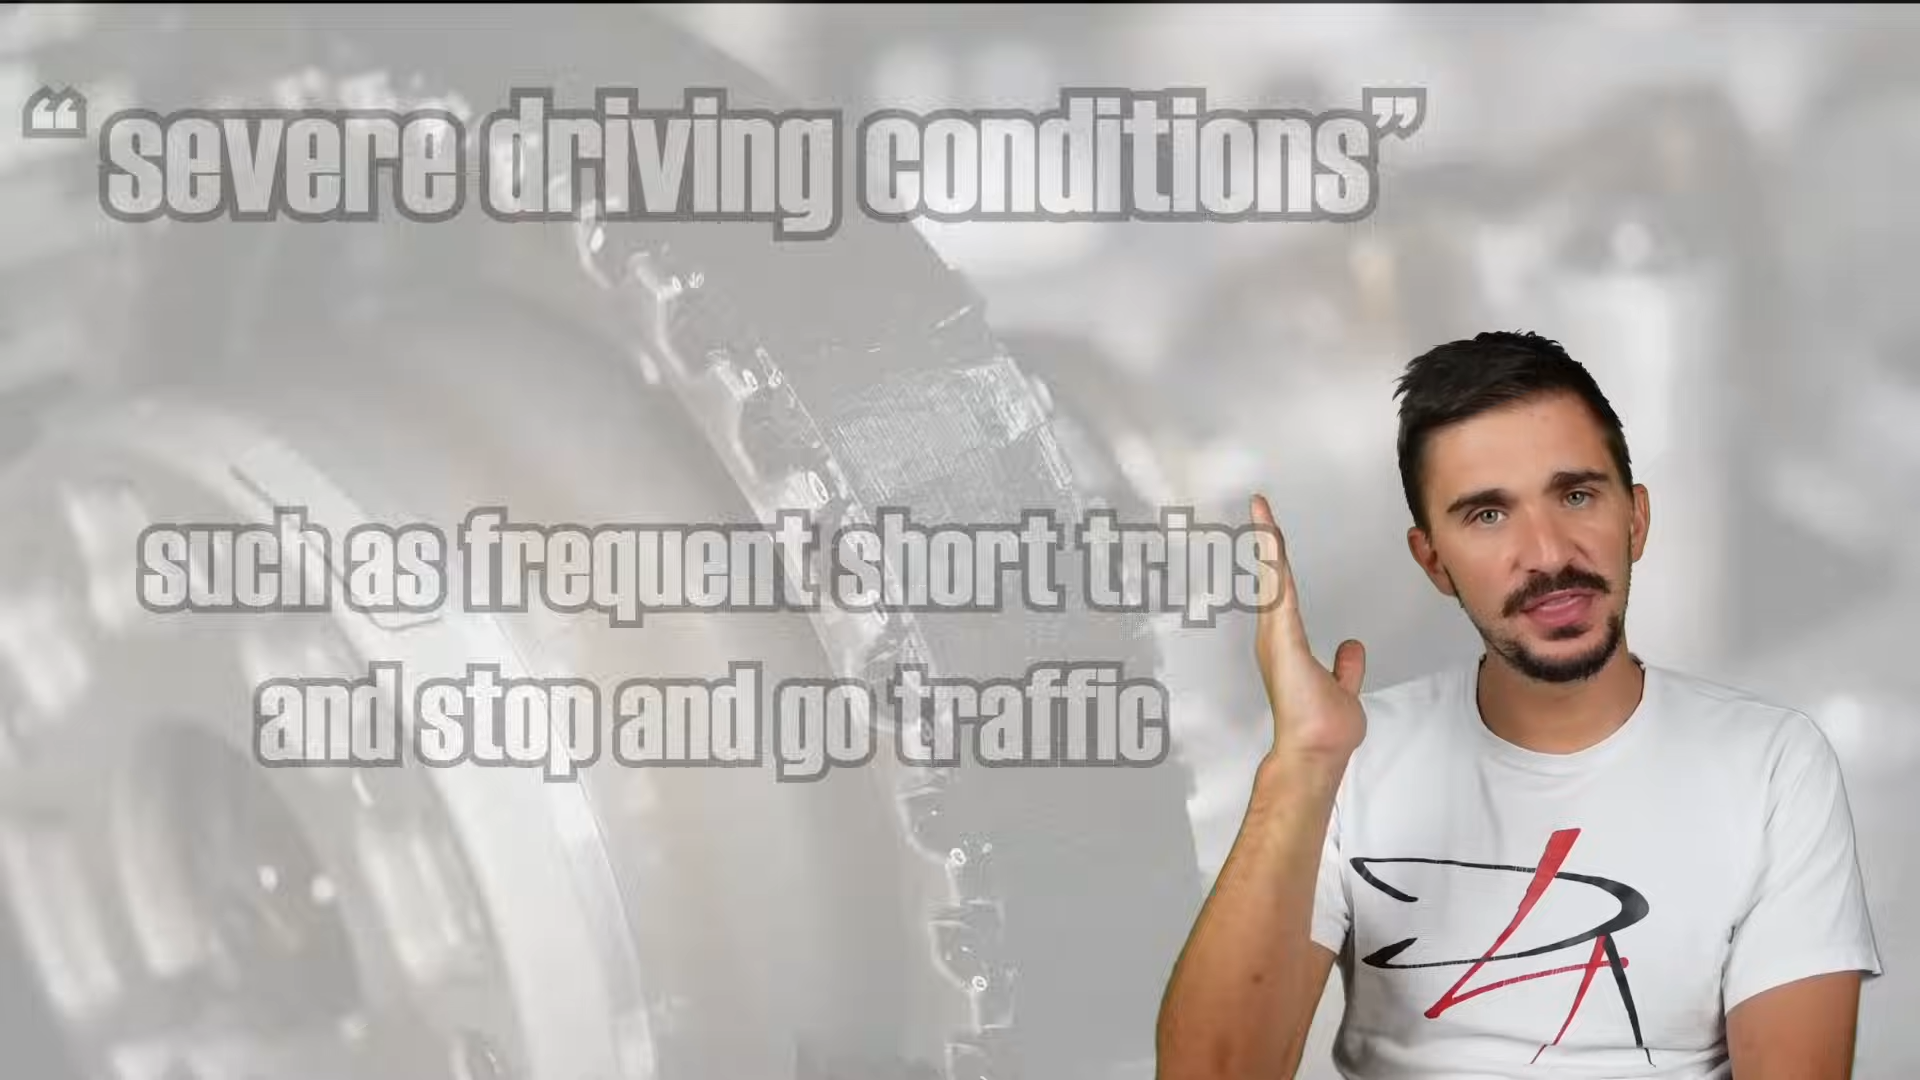 “severe driving conditions”
such as frequent short trips
and stop and go traffic